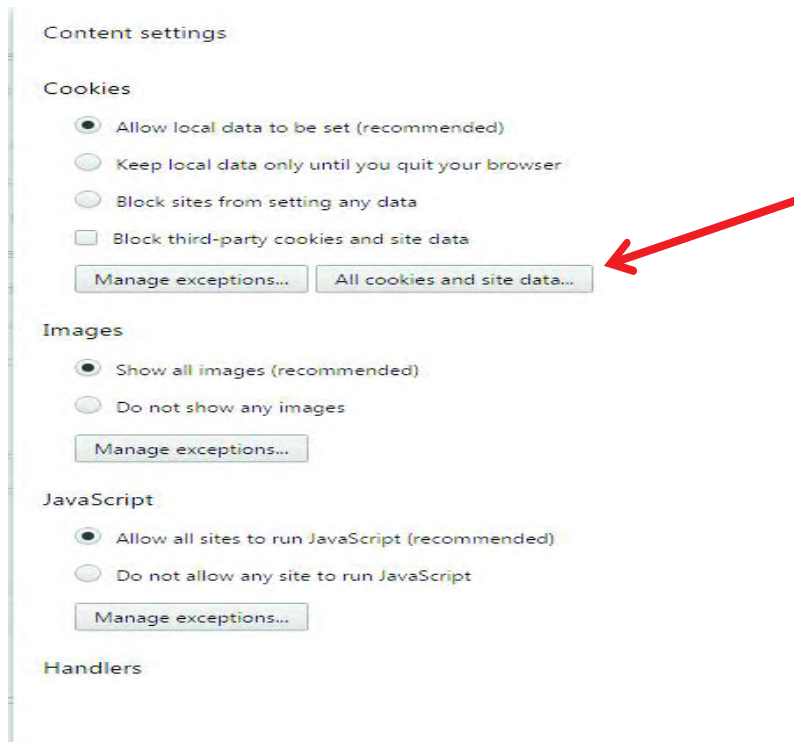 Content settings
Cookies
Allow local data to be set (recommended)
Keep local data only until you quit your browser
Block sites from setting any data
Block third-party cookies and site data
Manage exceptions... All cookies and site data...
Images
Show all images (recommended)
Do not show any images
Manage exceptions...
JavaScript
Allow all sites to run JavaScript (recommended)
Do not allow any site to run JavaScript
Manage exceptions...
Handlers